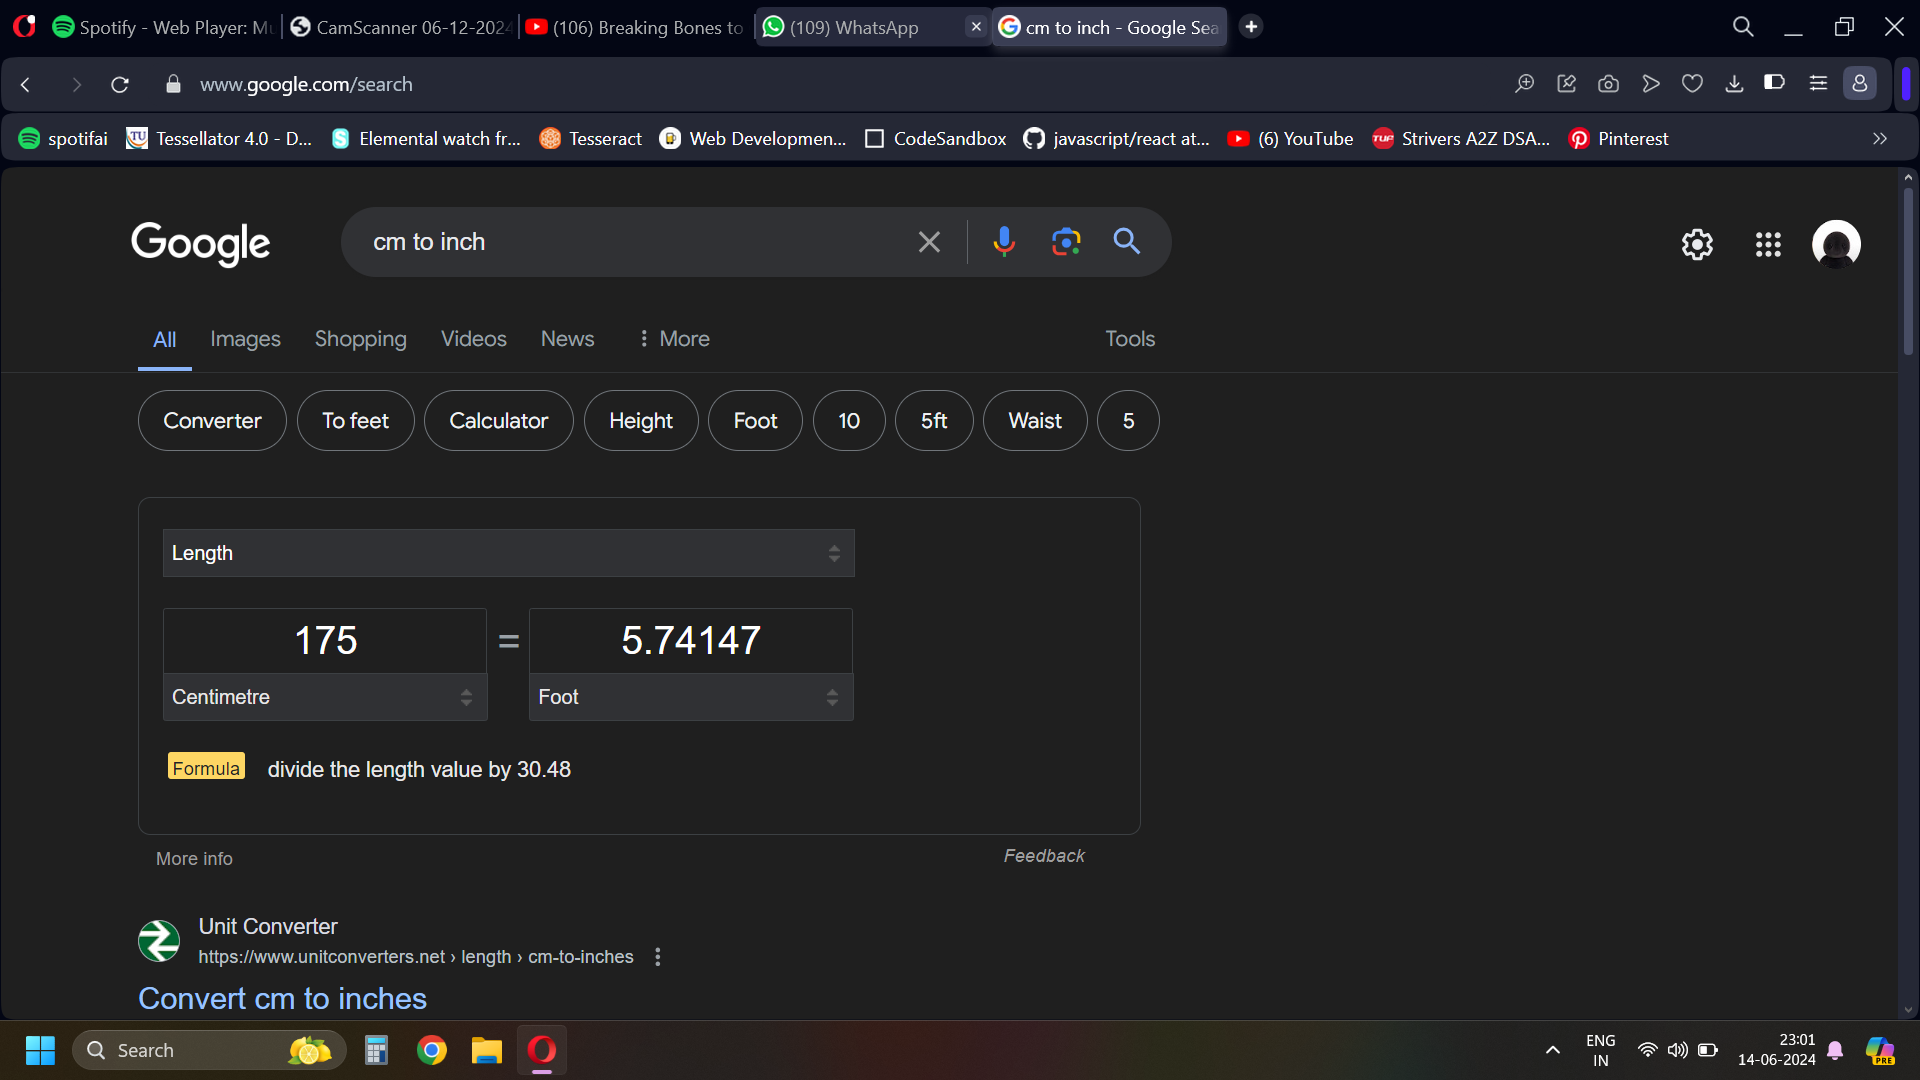 Spotify - Web Player: Mu
CamScanner 06-12-2024
(106) Breaking Bones to
(109) WhatsApp
cm to inch - Google Sea
www.google.com/search
spotifai
Tessellator 4.0 - D...
Elemental watch fr...
Tesseract
Web Developmen...
CodeSandbox
javascript/react at...
(6) YouTube
Strivers A2Z DSA...
Pinterest
Google
cm to inch
All Images Shopping Videos News More Tools
Converter To feet Calculator Height Foot 10 5ft Waist 5
Length
175 = 5.74147
Centimetre Foot
Formula divide the length value by 30.48
More info Feedback
Unit Converter
https://www.unitconverters.net › length › cm-to-inches
Convert cm to inches
Search
ENG
IN
23:01
14-06-2024
PRE